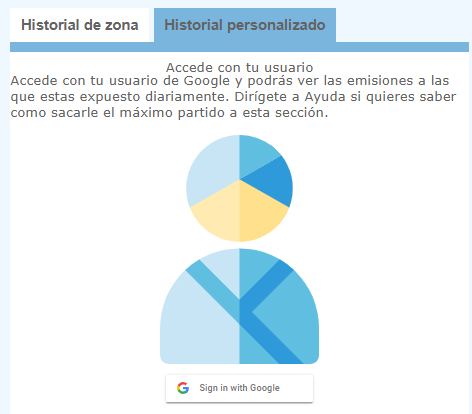 Historial de zona
Historial personalizado
Accede con tu usuario
Accede con tu usuario de Google y podrás ver las emisiones a las
que estas expuesto diariamente. Dirígete a Ayuda si quieres saber
como sacarle el máximo partido a esta sección.
Sign in with Google